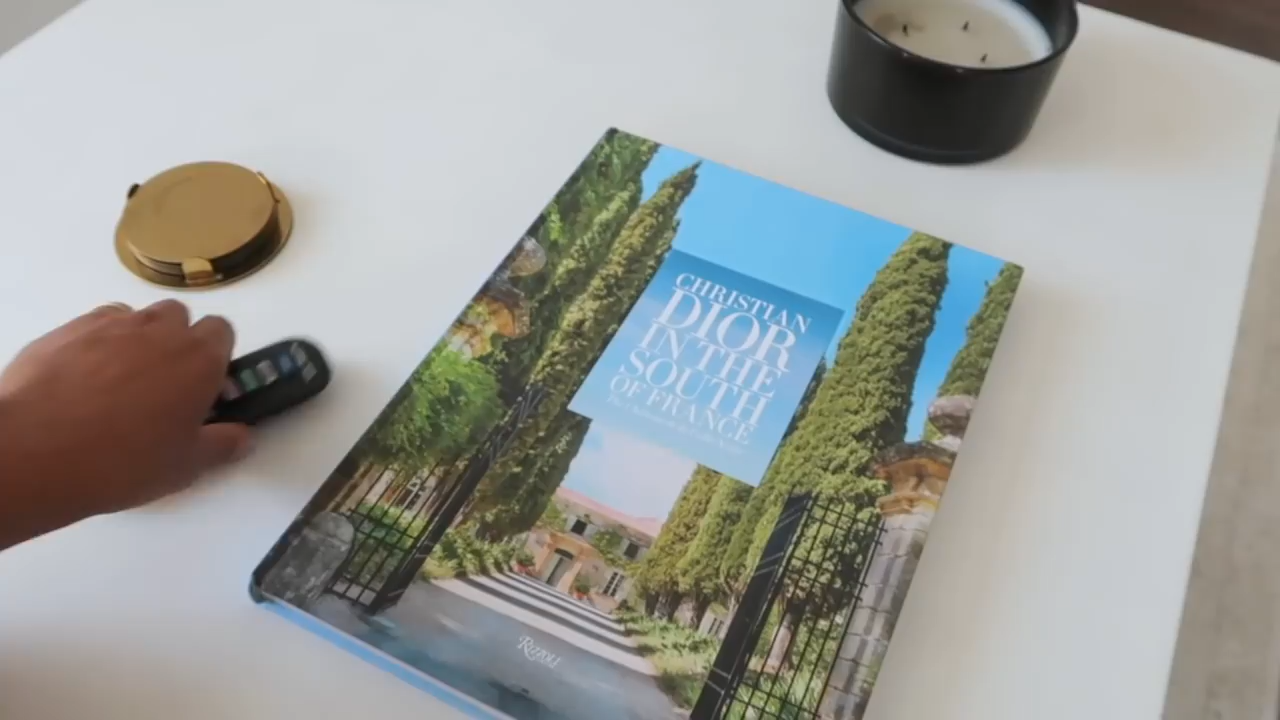 CHRISTIAN
DIOR
IN THE
SOUTH
OF FRANCE
RIZZOLI